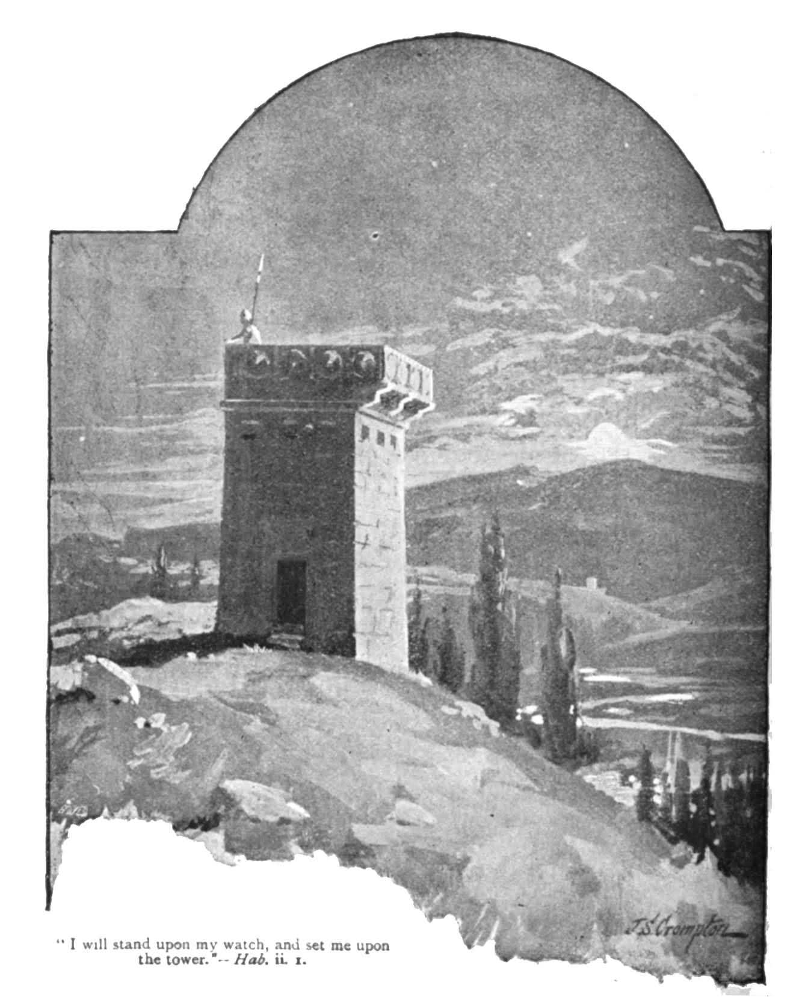 J. S. Crompton
“ I will stand upon my watch, and set me upon
the tower."-- Hab. ii. 1.